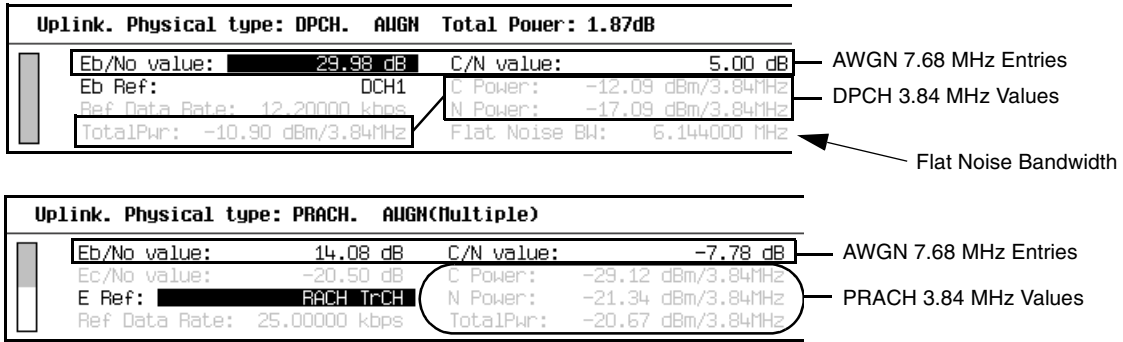 Uplink. Physical type: DPCH. AWGN Total Power: 1.87dB
Eb/No value: 29.98 dB C/N value: 5.00 dB
AWGN 7.68 MHz Entries
Eb Ref: DCH1 C Power: -12.09 dBm/3.84MHz
DPCH 3.84 MHz Values
Ref Data Rate: 12.20000 kbps N Power: -17.09 dBm/3.84MHz
TotalPwr: -10.90 dBm/3.84MHz Flat Noise BW: 6.144000 MHz
Flat Noise Bandwidth
Uplink. Physical type: PRACH. AWGN(Multiple)
Eb/No value: 14.08 dB C/N value: -7.78 dB
AWGN 7.68 MHz Entries
Ec/No value: -20.50 dB C Power: -29.12 dBm/3.84MHz
E Ref: RACH TrCH N Power: -21.34 dBm/3.84MHz
PRACH 3.84 MHz Values
Ref Data Rate: 25.00000 kbps TotalPwr: -20.67 dBm/3.84MHz